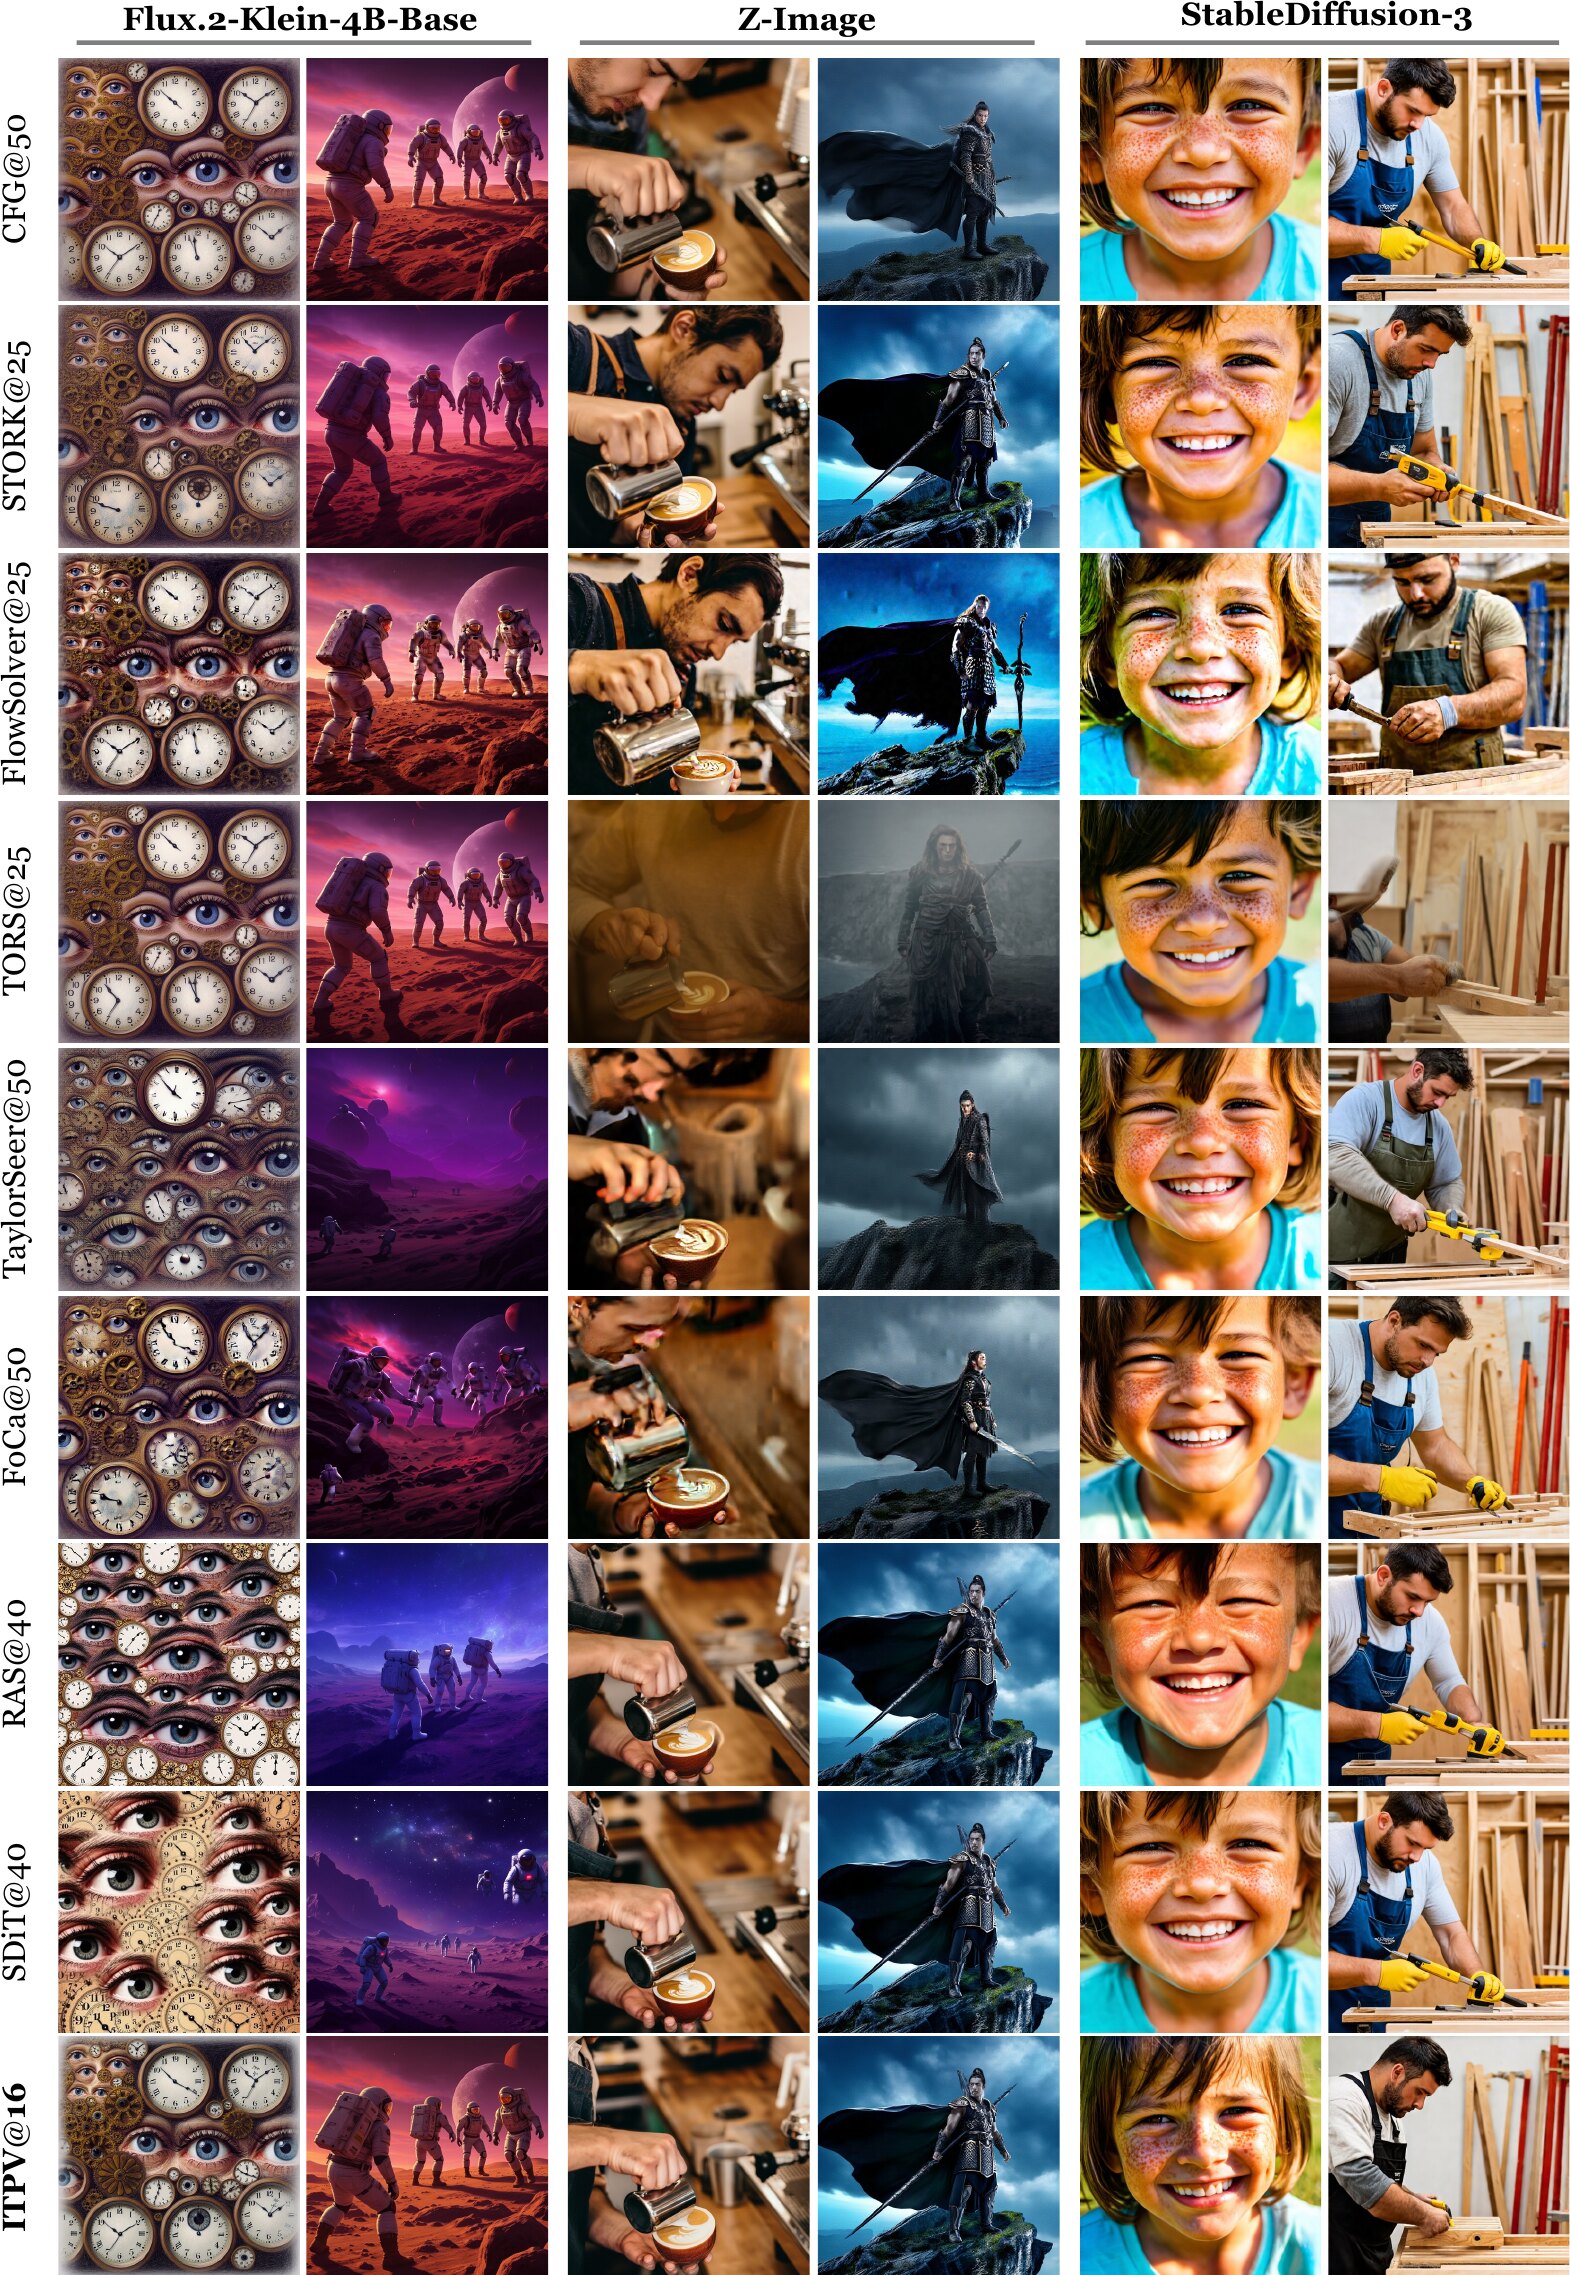 Flux.2-Klein-4B-Base
Z-Image
StableDiffusion-3
CFG@50
STORK@25
FlowSolver@25
TORS@25
TaylorSeer@50
FoCa@50
RAS@40
SDiT@40
ITPV@16